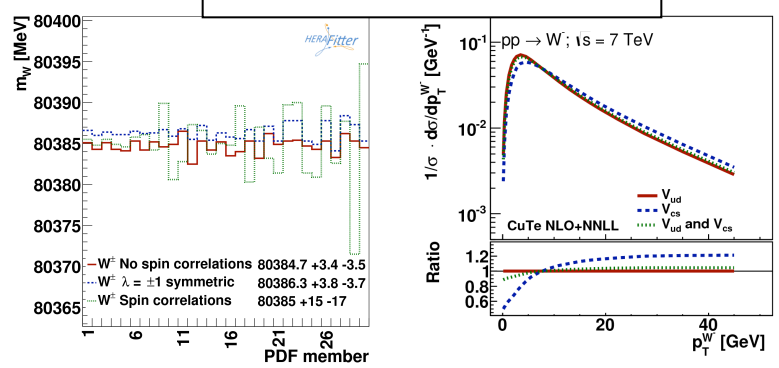 80400
80395
80390
80385
80380
80375
80370
80365
m_W [MeV]
HERAFitter
W± No spin correlations 80384.7 +3.4 -3.5
W± λ = ±1 symmetric 80386.3 +3.8 -3.7
W± Spin correlations 80385 +15 -17
1 6 11 16 21 26
PDF member
1/σ · dσ/dp_T^W- [GeV⁻¹]
pp → W⁻; √s = 7 TeV
10⁻¹
10⁻²
10⁻³
V_ud
V_cs
V_ud and V_cs
CuTe NLO+NNLL
Ratio
1.2
1
0.8
0.6
0 20 40
p_T^W- [GeV]